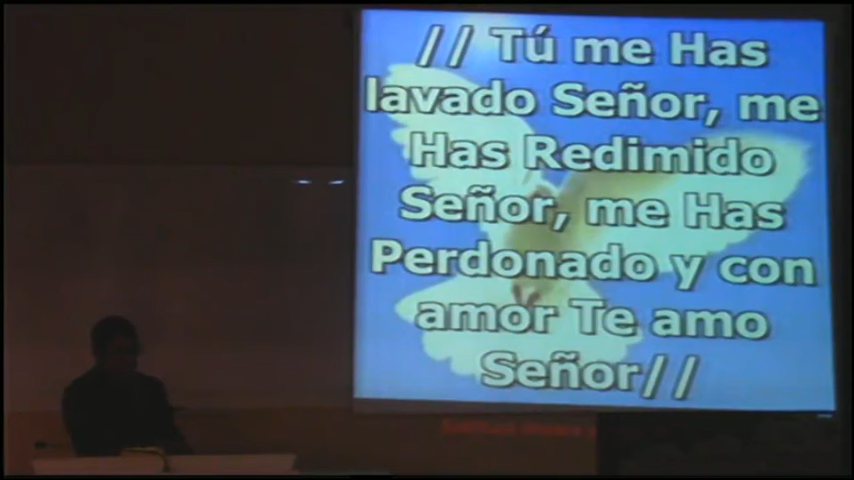 // Tú me Has
lavado Señor, me
Has Redimido
Señor, me Has
Perdonado y con
amor Te amo
Señor//